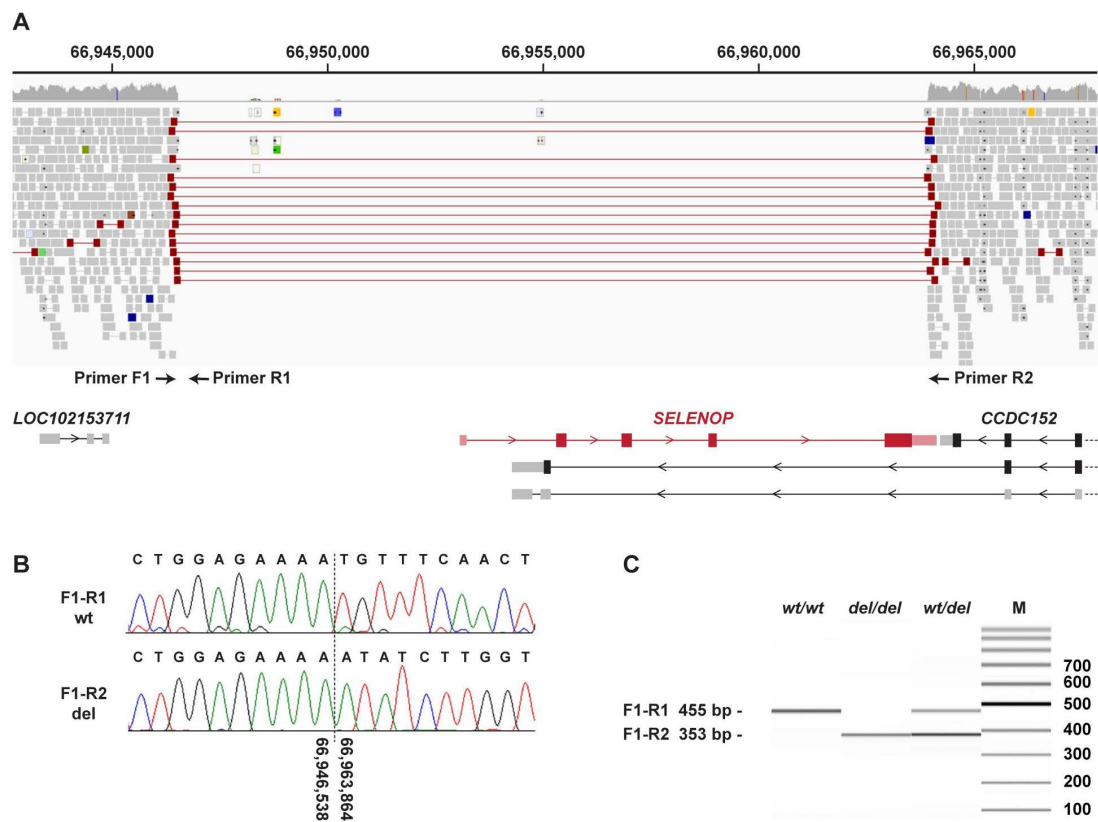 A
66,945,000 66,950,000 66,955,000 66,960,000 66,965,000
Primer F1 Primer R1 Primer R2
LOC102153711 SELENOP CCDC152
B
C T G G A G A A A A T G T T T C A A C T
F1-R1
wt
C T G G A G A A A A A T A T C T T G G T
F1-R2
del
66,946,538
66,963,864
C
wt/wt del/del wt/del M
700
600
500
F1-R1 455 bp -
400
F1-R2 353 bp -
300
200
100